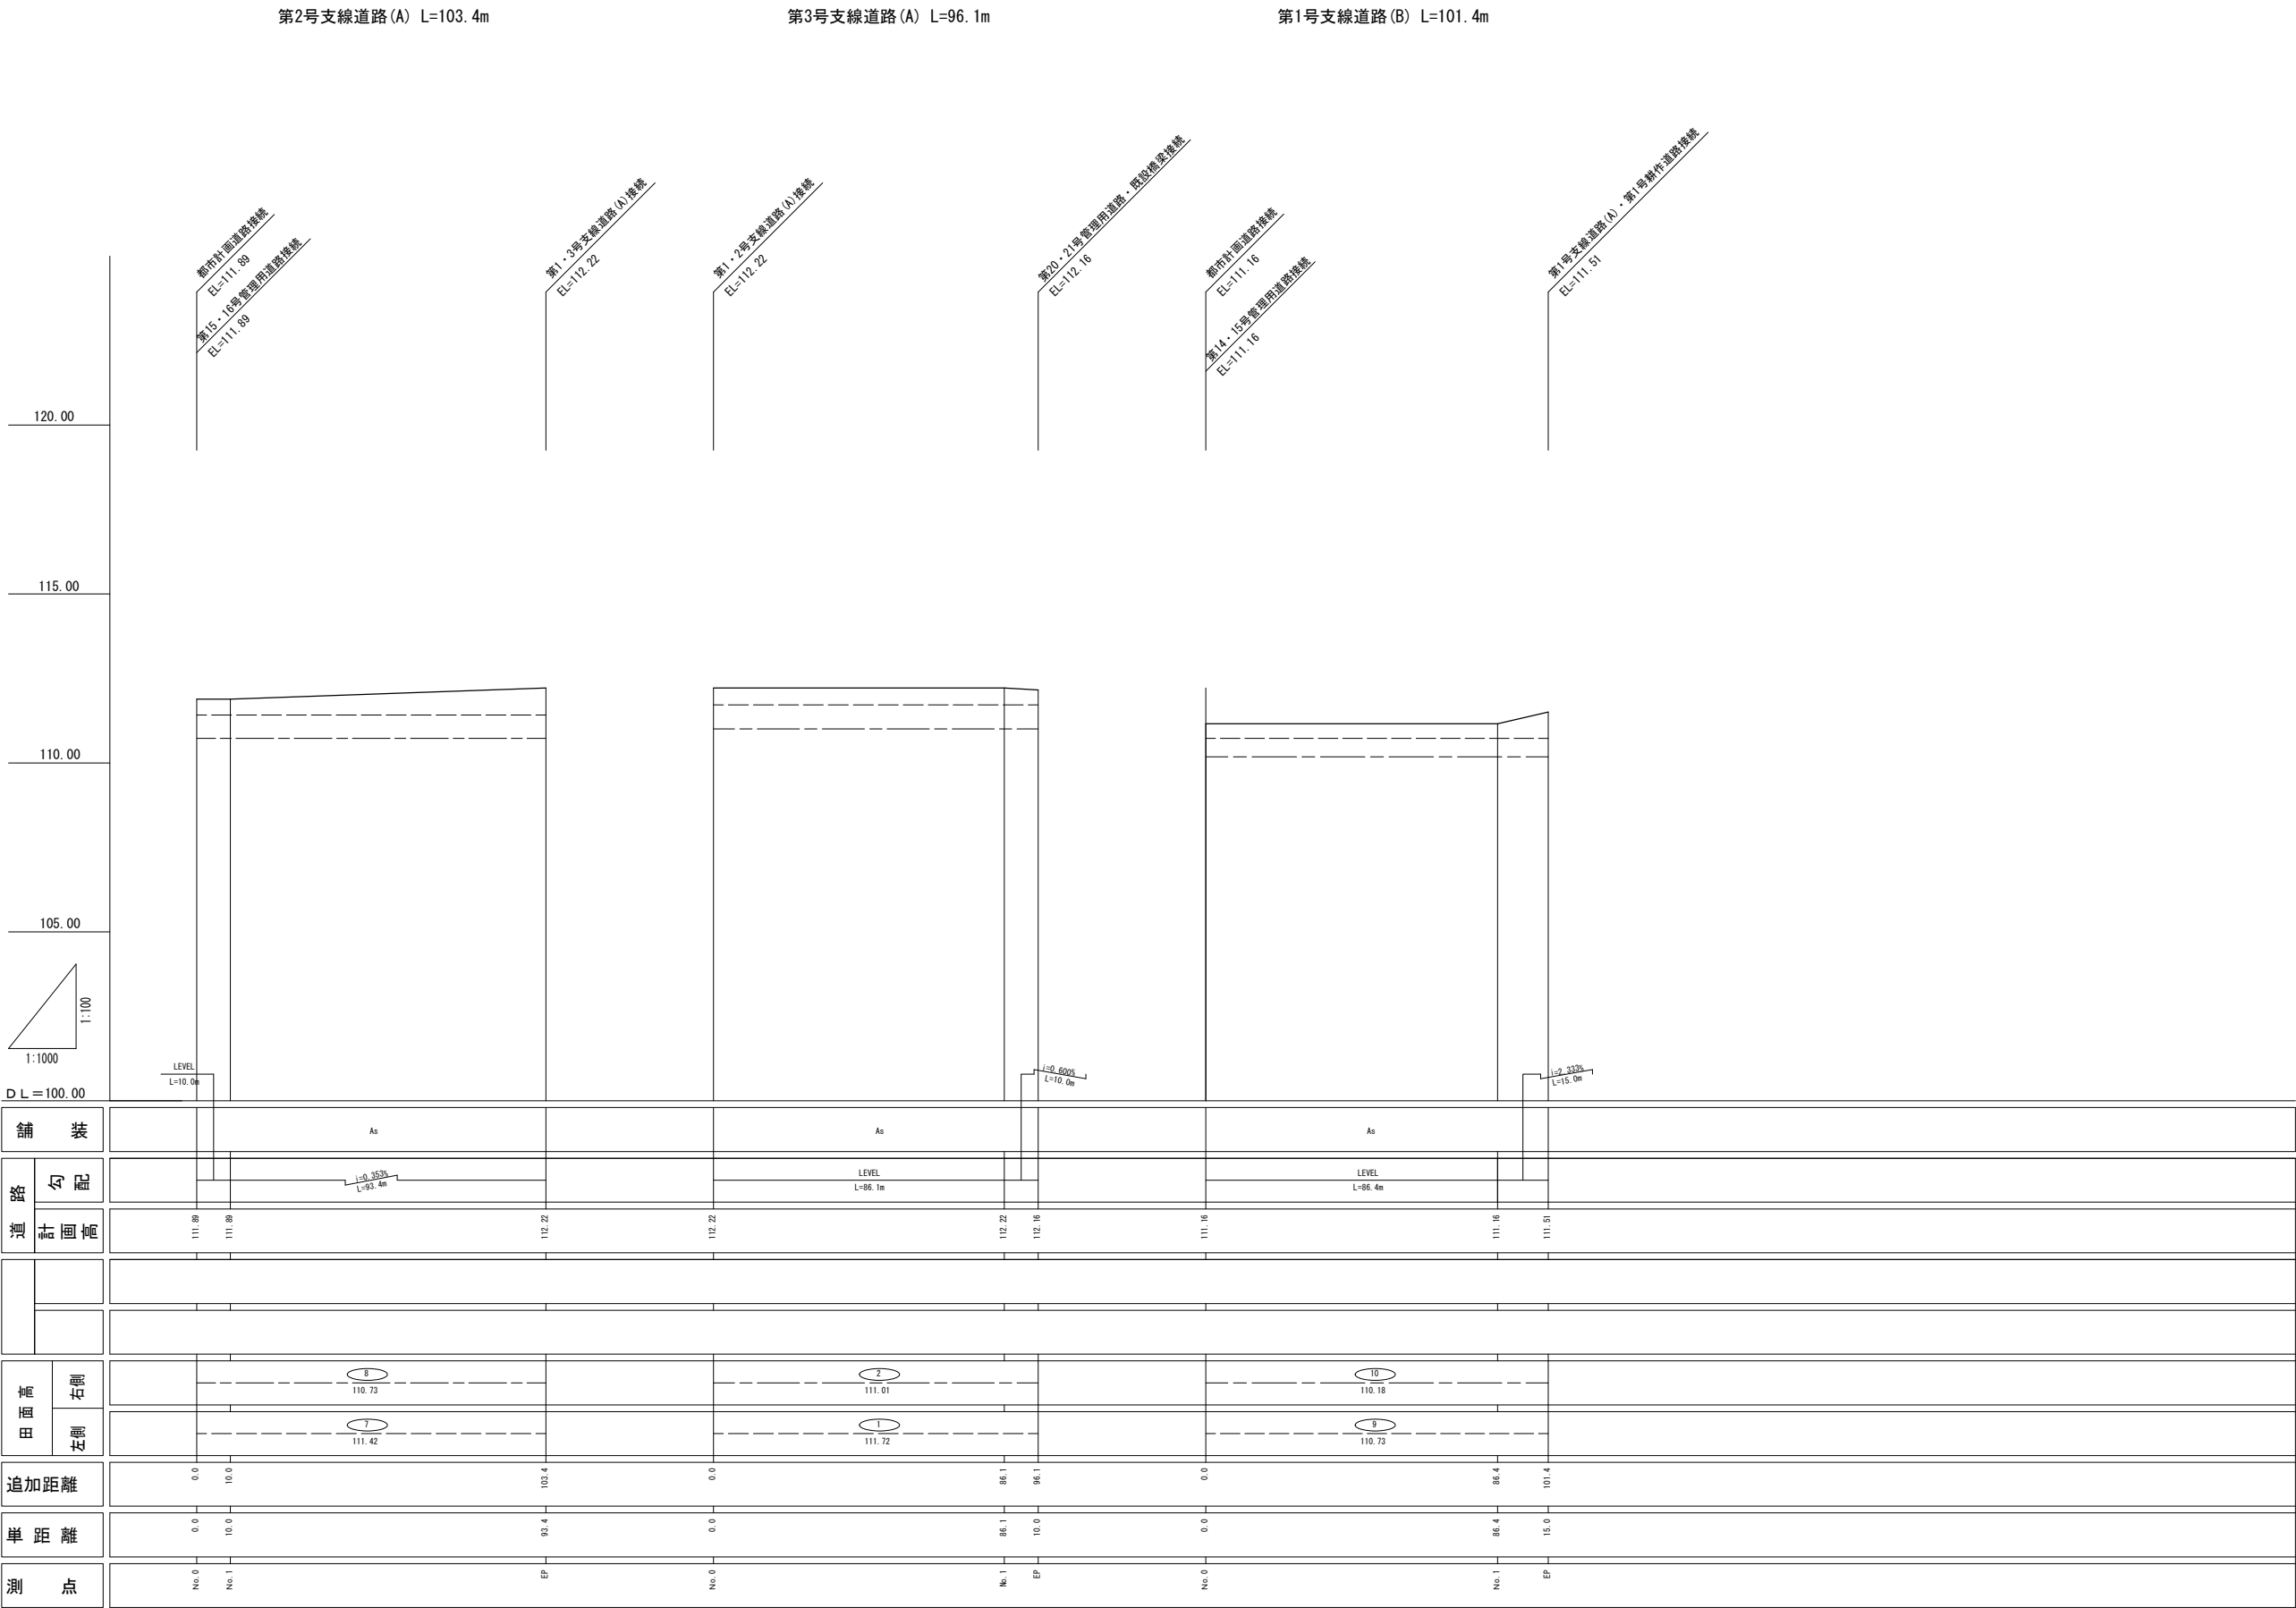 第2号支線道路(A) L=103.4m
第3号支線道路(A) L=96.1m
第1号支線道路(B) L=101.4m
都市計画道路接続
EL=111.89
第15・16号管理用道路接続
EL=111.89
第1・3号支線道路(A)接続
EL=112.22
第1・2号支線道路(A)接続
EL=112.22
第20・21号管理用道路・既設橋梁接続
EL=112.16
都市計画道路接続
EL=111.16
第14・15号管理用道路接続
EL=111.16
第1号支線道路(A)・第1号耕作道路接続
EL=111.51
120.00
115.00
110.00
105.00
1:100
1:1000
DL=100.00
LEVEL
L=10.0m
i=0.600%
L=10.0m
i=2.333%
L=15.0m
舗 装
As
As
As
道路
勾配
i=0.353%
L=93.4m
LEVEL
L=86.1m
LEVEL
L=86.4m
計画高
111.89
111.89
112.22
112.22
112.22
112.16
111.16
111.16
111.51
田面高
右側
8
110.73
2
111.01
10
110.18
左側
7
111.42
1
111.72
9
110.73
追加距離
0.0
10.0
103.4
0.0
86.1
96.1
0.0
86.4
101.4
単距離
0.0
10.0
93.4
0.0
86.1
10.0
0.0
86.4
15.0
測 点
No.0
No.1
EP
No.0
No.1
EP
No.0
No.1
EP